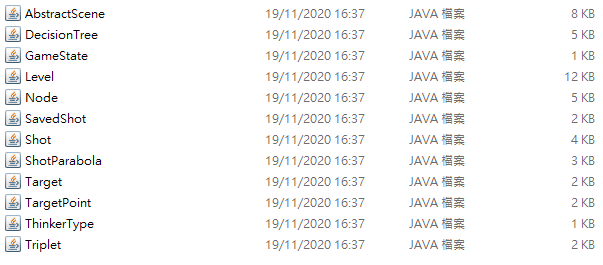 AbstractScene 19/11/2020 16:37 JAVA 檔案 8 KB
DecisionTree 19/11/2020 16:37 JAVA 檔案 5 KB
GameState 19/11/2020 16:37 JAVA 檔案 1 KB
Level 19/11/2020 16:37 JAVA 檔案 12 KB
Node 19/11/2020 16:37 JAVA 檔案 5 KB
SavedShot 19/11/2020 16:37 JAVA 檔案 2 KB
Shot 19/11/2020 16:37 JAVA 檔案 4 KB
ShotParabola 19/11/2020 16:37 JAVA 檔案 3 KB
Target 19/11/2020 16:37 JAVA 檔案 2 KB
TargetPoint 19/11/2020 16:37 JAVA 檔案 2 KB
ThinkerType 19/11/2020 16:37 JAVA 檔案 1 KB
Triplet 19/11/2020 16:37 JAVA 檔案 2 KB